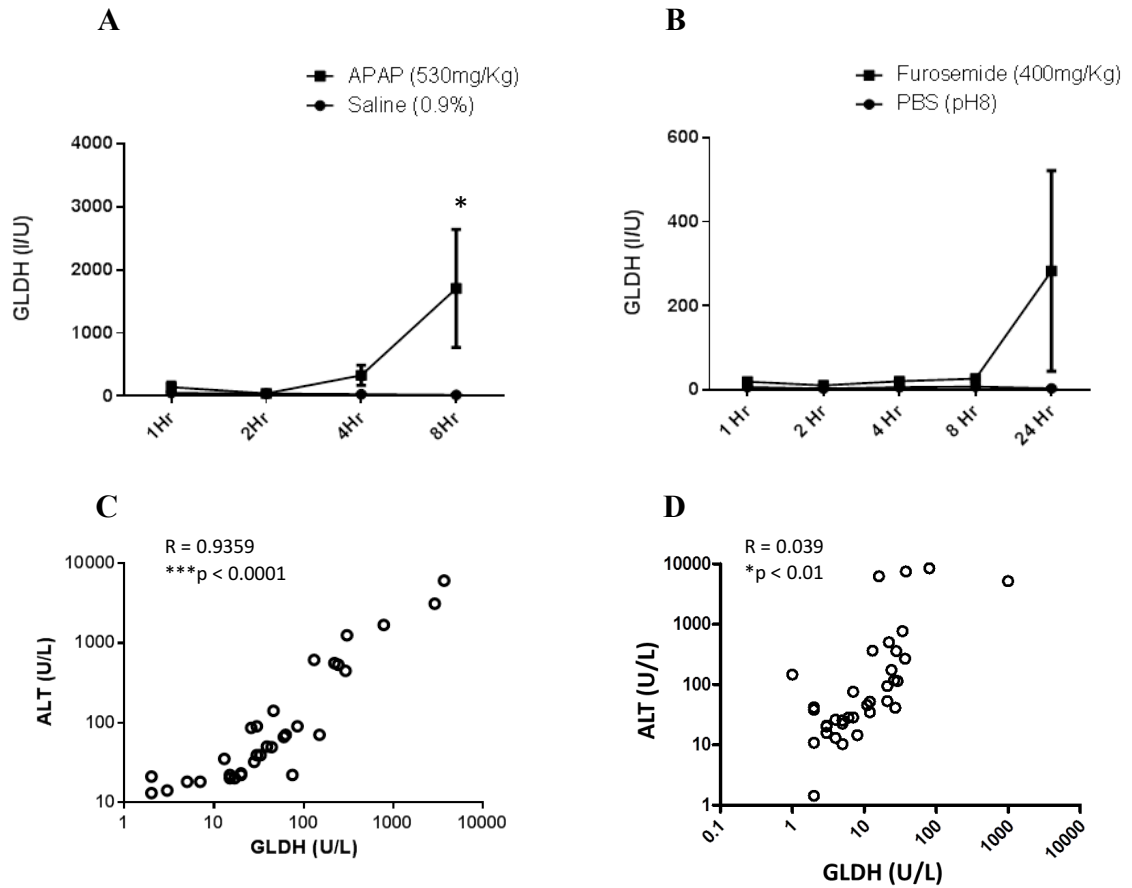 A
APAP (530mg/Kg)
Saline (0.9%)
GLDH (I/U)
4000
3000
2000
1000
0
*
1Hr
2Hr
4Hr
8Hr
B
Furosemide (400mg/Kg)
PBS (pH8)
GLDH (I/U)
600
400
200
0
1 Hr
2 Hr
4 Hr
8 Hr
24 Hr
C
R = 0.9359
***p < 0.0001
ALT (U/L)
10000
1000
100
10
1
10
100
1000
10000
GLDH (U/L)
D
R = 0.039
*p < 0.01
ALT (U/L)
10000
1000
100
10
1
0.1
1
10
100
1000
10000
GLDH (U/L)